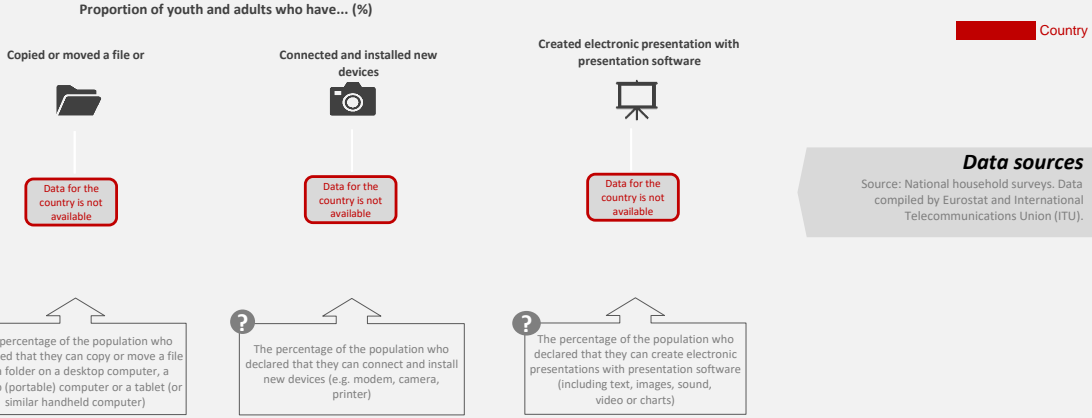 Proportion of youth and adults who have... (%)
Country
Copied or moved a file or
Connected and installed new
devices
Created electronic presentation with
presentation software
Data for the
country is not
available
Data for the
country is not
available
Data for the
country is not
available
Data sources
Source: National household surveys. Data
compiled by Eurostat and International
Telecommunications Union (ITU).
percentage of the population who
ed that they can copy or move a file
folder on a desktop computer, a
(portable) computer or a tablet (or
similar handheld computer)
?
The percentage of the population who
declared that they can connect and install
new devices (e.g. modem, camera,
printer)
?
The percentage of the population who
declared that they can create electronic
presentations with presentation software
(including text, images, sound,
video or charts)